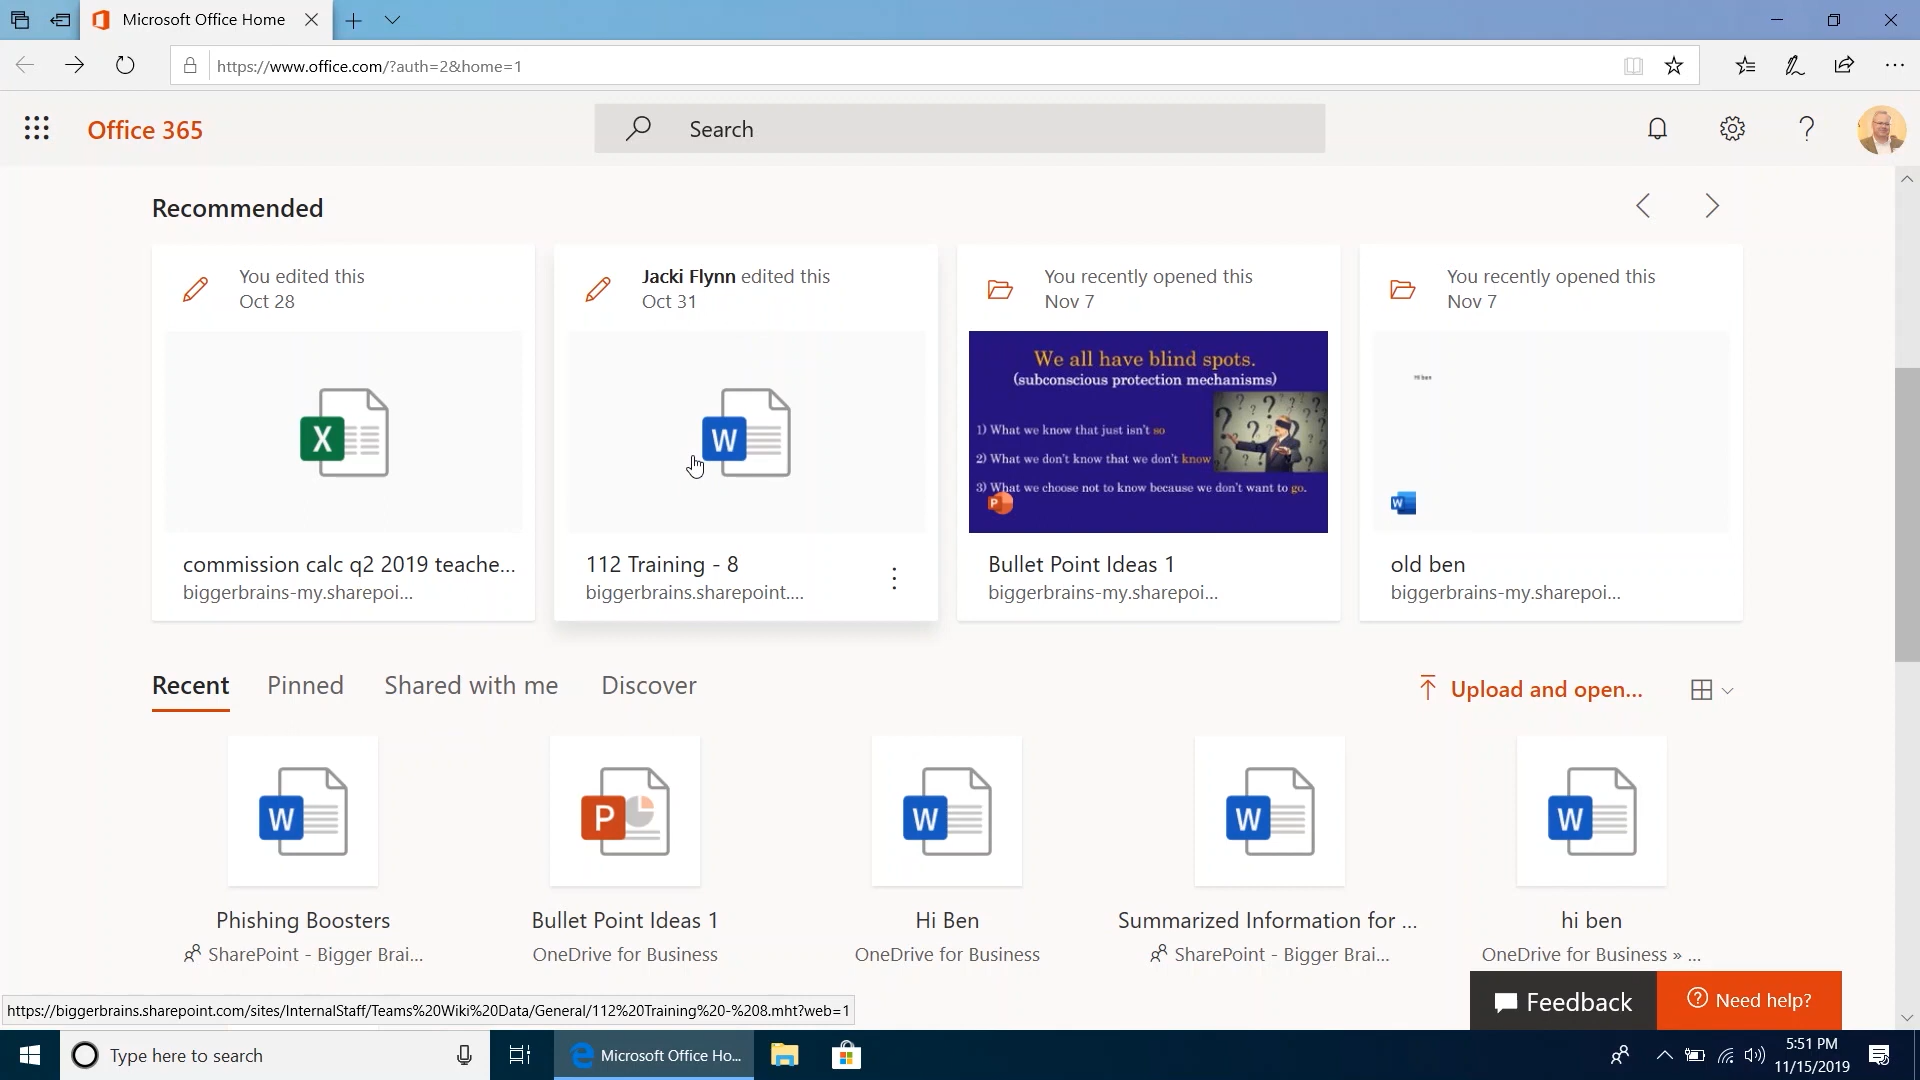 Microsoft Office Home
https://www.office.com/?auth=2&home=1
Office 365
Search
Recommended
You edited this
Oct 28
X
commission calc q2 2019 teache...
biggerbrains-my.sharepoi...
Jacki Flynn edited this
Oct 31
W
112 Training - 8
biggerbrains.sharepoint....
You recently opened this
Nov 7
We all have blind spots.
(subconscious protection mechanisms)
1) What we know that just isn't so
2) What we don't know that we don't know
3) What we choose not to know because we don't want to go.
P
Bullet Point Ideas 1
biggerbrains-my.sharepoi...
You recently opened this
Nov 7
Hi ben
W
old ben
biggerbrains-my.sharepoi...
Recent
Pinned
Shared with me
Discover
Upload and open...
W
Phishing Boosters
SharePoint - Bigger Brai...
P
Bullet Point Ideas 1
OneDrive for Business
W
Hi Ben
OneDrive for Business
W
Summarized Information for ...
SharePoint - Bigger Brai...
W
hi ben
OneDrive for Business » ...
Feedback
Need help?
https://biggerbrains.sharepoint.com/sites/InternalStaff/Teams%20Wiki%20Data/General/112%20Training%20-%208.mht?web=1
Type here to search
Microsoft Office Ho...
5:51 PM
11/15/2019